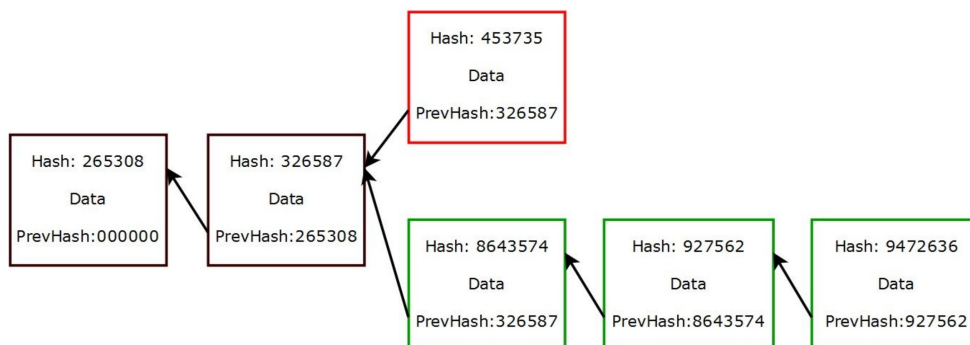 Hash: 453735
Data
PrevHash:326587
Hash: 265308
Data
PrevHash:000000
Hash: 326587
Data
PrevHash:265308
Hash: 8643574
Data
PrevHash:326587
Hash: 927562
Data
PrevHash:8643574
Hash: 9472636
Data
PrevHash:927562